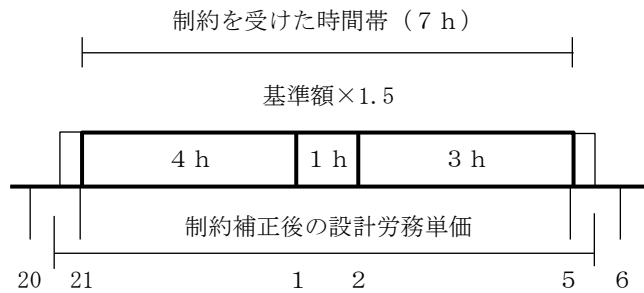 制約を受けた時間帯（７ｈ）
基準額×1.5
４ｈ １ｈ ３ｈ
制約補正後の設計労務単価
20 21 1 2 5 6